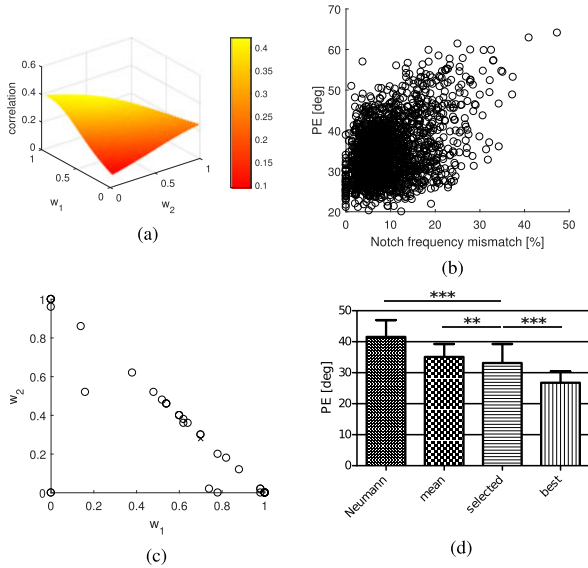 0.6
0.4
0.2
0
correlation
1
0.5
0
w1
0
0.5
1
w2
0.4
0.35
0.3
0.25
0.2
0.15
0.1
(a)
70
60
50
40
30
20
PE [deg]
0 10 20 30 40 50
Notch frequency mismatch [%]
(b)
1
0.8
0.6
0.4
0.2
0
w2
0 0.2 0.4 0.6 0.8 1
w1
(c)
***
** ***
50
40
30
20
10
0
PE [deg]
Neumann mean selected best
(d)